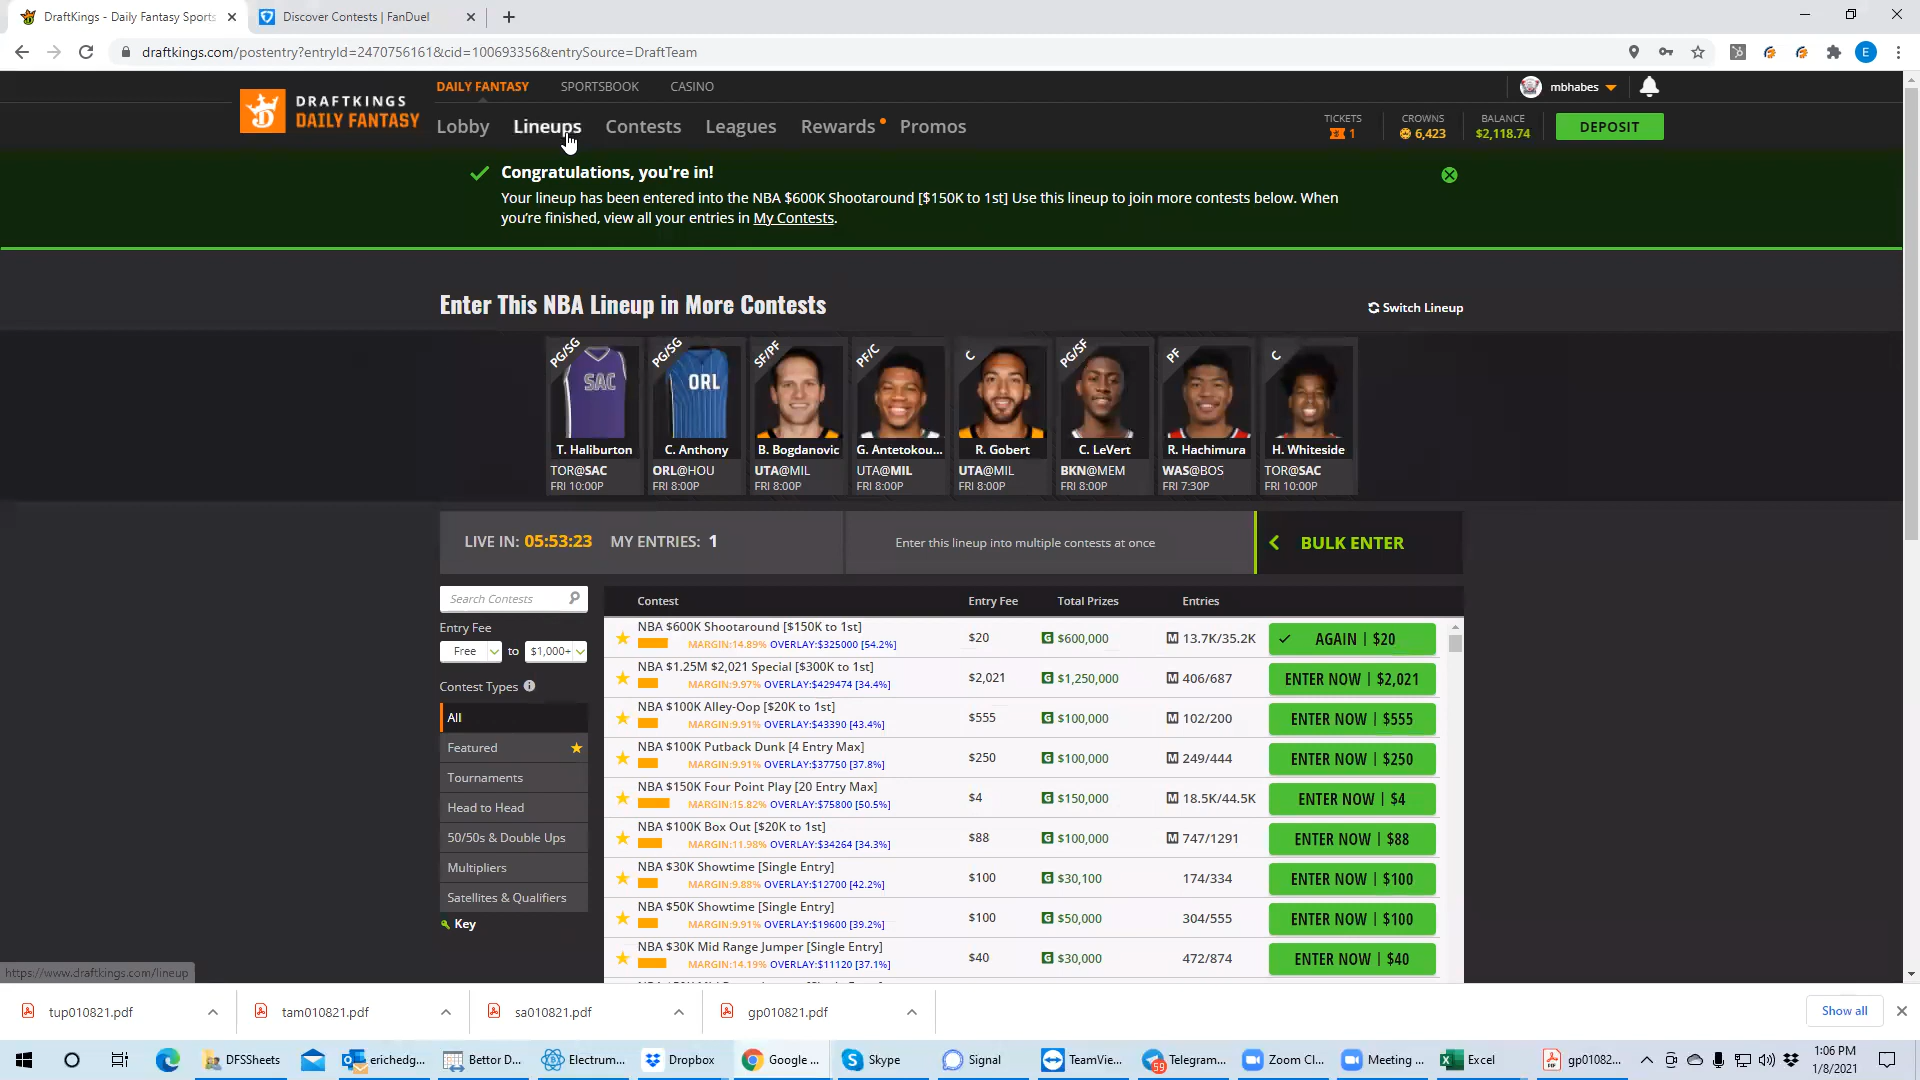 DraftKings - Daily Fantasy Sports
Discover Contests | FanDuel
draftkings.com/postentry?entryId=2470756161&cid=100693356&entrySource=DraftTeam
E
DAILY FANTASY SPORTSBOOK CASINO
mbhabes
DRAFTKINGS
DAILY FANTASY
Lobby Lineups Contests Leagues Rewards Promos
TICKETS
1
CROWNS
6,423
BALANCE
$2,118.74
DEPOSIT
Congratulations, you're in!
Your lineup has been entered into the NBA $600K Shootaround [$150K to 1st] Use this lineup to join more contests below. When
you're finished, view all your entries in My Contests.
Enter This NBA Lineup in More Contests
Switch Lineup
PG/SG PG/SG SF/PF PF/C C PG/SF PF C
SAC ORL
T. Haliburton C. Anthony B. Bogdanovic G. Antetokou... R. Gobert C. LeVert R. Hachimura H. Whiteside
TOR@SAC ORL@HOU UTA@MIL UTA@MIL UTA@MIL BKN@MEM WAS@BOS TOR@SAC
FRI 10:00P FRI 8:00P FRI 8:00P FRI 8:00P FRI 8:00P FRI 8:00P FRI 7:30P FRI 10:00P
LIVE IN: 05:53:23 MY ENTRIES: 1
Enter this lineup into multiple contests at once
BULK ENTER
Search Contests
Entry Fee
Free to $1,000+
Contest Types
All
Featured
Tournaments
Head to Head
50/50s & Double Ups
Multipliers
Satellites & Qualifiers
Key
Contest Entry Fee Total Prizes Entries
NBA $600K Shootaround [$150K to 1st]
MARGIN:14.89% OVERLAY:$325000 [54.2%]
$20 G $600,000 M 13.7K/35.2K AGAIN | $20
NBA $1.25M $2,021 Special [$300K to 1st]
MARGIN:9.97% OVERLAY:$429474 [34.4%]
$2,021 G $1,250,000 M 406/687 ENTER NOW | $2,021
NBA $100K Alley-Oop [$20K to 1st]
MARGIN:9.91% OVERLAY:$43390 [43.4%]
$555 G $100,000 M 102/200 ENTER NOW | $555
NBA $100K Putback Dunk [4 Entry Max]
MARGIN:9.91% OVERLAY:$37750 [37.8%]
$250 G $100,000 M 249/444 ENTER NOW | $250
NBA $150K Four Point Play [20 Entry Max]
MARGIN:15.82% OVERLAY:$75800 [50.5%]
$4 G $150,000 M 18.5K/44.5K ENTER NOW | $4
NBA $100K Box Out [$20K to 1st]
MARGIN:11.98% OVERLAY:$34264 [34.3%]
$88 G $100,000 M 747/1291 ENTER NOW | $88
NBA $30K Showtime [Single Entry]
MARGIN:9.88% OVERLAY:$12700 [42.2%]
$100 G $30,100 174/334 ENTER NOW | $100
NBA $50K Showtime [Single Entry]
MARGIN:9.91% OVERLAY:$19600 [39.2%]
$100 G $50,000 304/555 ENTER NOW | $100
NBA $30K Mid Range Jumper [Single Entry]
MARGIN:14.19% OVERLAY:$11120 [37.1%]
$40 G $30,000 472/874 ENTER NOW | $40
https://www.draftkings.com/lineup
tup010821.pdf tam010821.pdf sa010821.pdf gp010821.pdf Show all
DFSSheets erichedg... Bettor D... Electrum... Dropbox Google ... Skype Signal TeamVie... Telegram... 59 Zoom Cl... Meeting ... Excel gp01082...
1:06 PM
1/8/2021